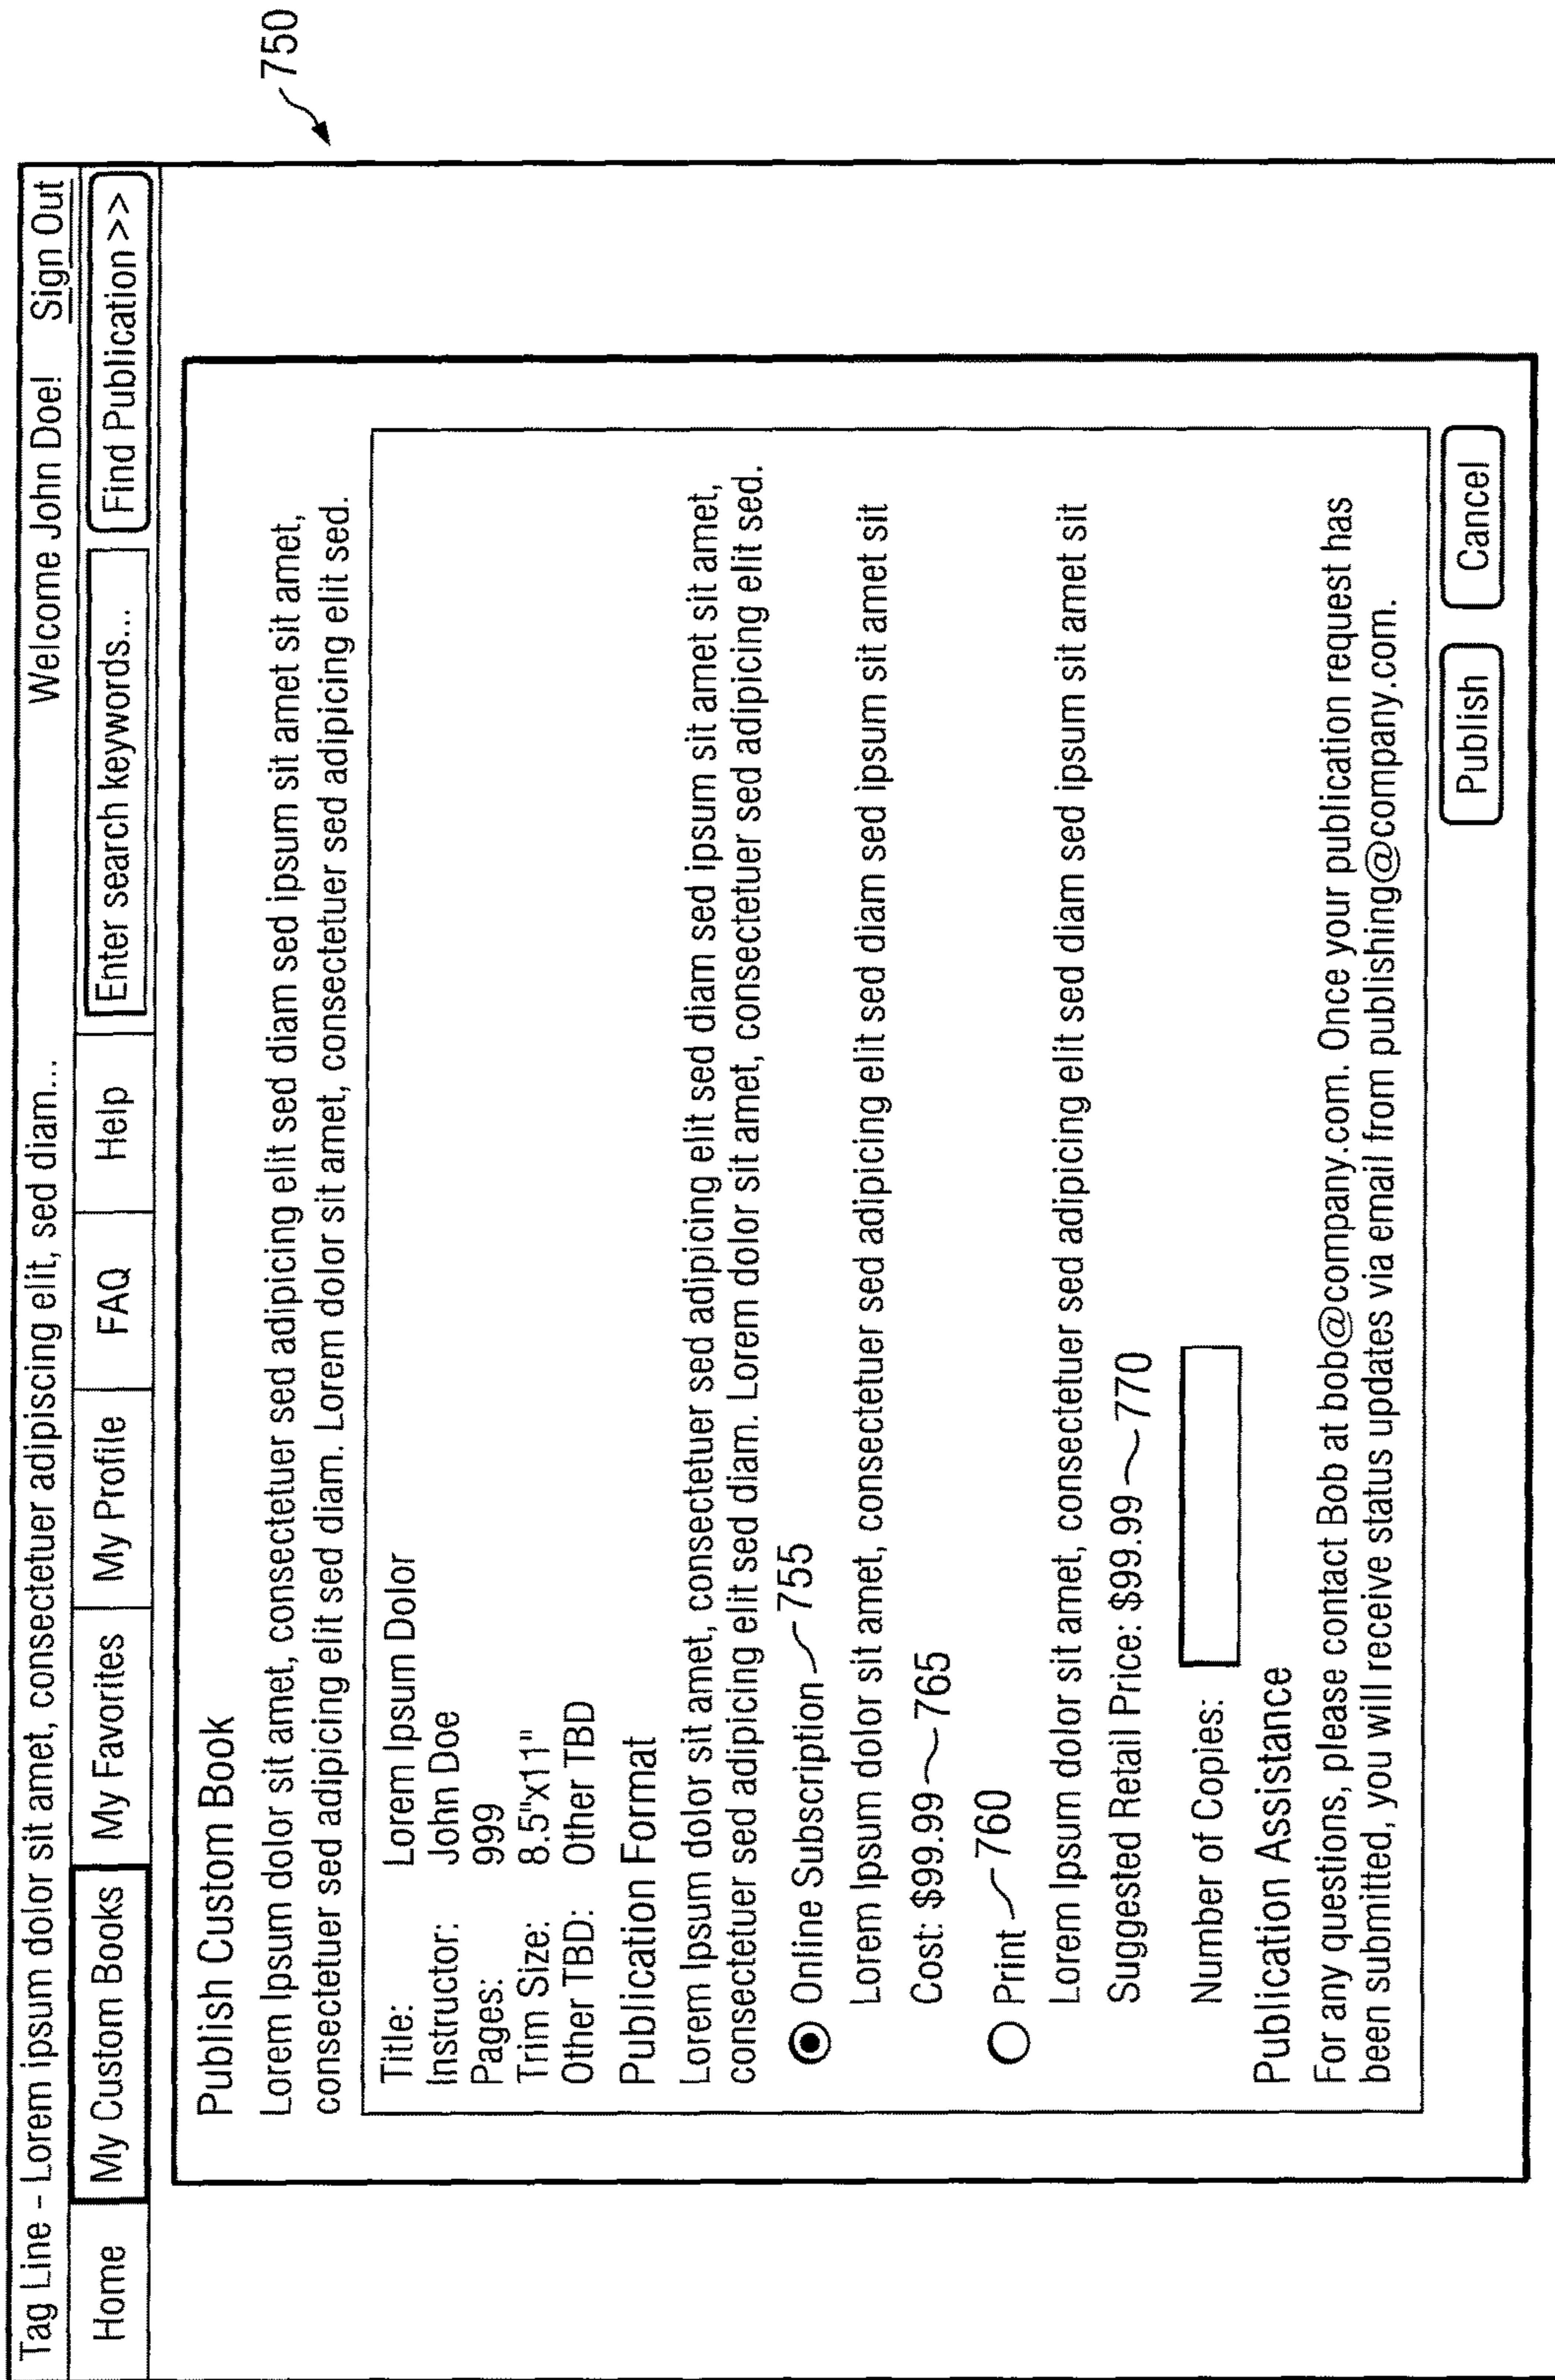 Tag Line - Lorem ipsum dolor sit amet, consectetuer adipiscing elit, sed diam... Welcome John Doe! Sign Out
Home My Custom Books My Favorites My Profile FAQ Help Enter search keywords... Find Publication >>
750
Publish Custom Book
Lorem Ipsum dolor sit amet, consectetuer sed adipicing elit sed diam sed ipsum sit amet sit amet,
consectetuer sed adipicing elit sed diam. Lorem dolor sit amet, consectetuer sed adipicing elit sed.
Title: Lorem Ipsum Dolor
Instructor: John Doe
Pages: 999
Trim Size: 8.5"x11"
Other TBD: Other TBD
Publication Format
Lorem Ipsum dolor sit amet, consectetuer sed adipicing elit sed diam sed ipsum sit amet sit amet,
consectetuer sed adipicing elit sed diam. Lorem dolor sit amet, consectetuer sed adipicing elit sed.
Online Subscription 755
Lorem Ipsum dolor sit amet, consectetuer sed adipicing elit sed diam sed ipsum sit amet sit
Cost: $99.99 765
Print 760
Lorem Ipsum dolor sit amet, consectetuer sed adipicing elit sed diam sed ipsum sit amet sit
Suggested Retail Price: $99.99 770
Number of Copies:
Publication Assistance
For any questions, please contact Bob at bob@company.com. Once your publication request has
been submitted, you will receive status updates via email from publishing@company.com.
Publish Cancel